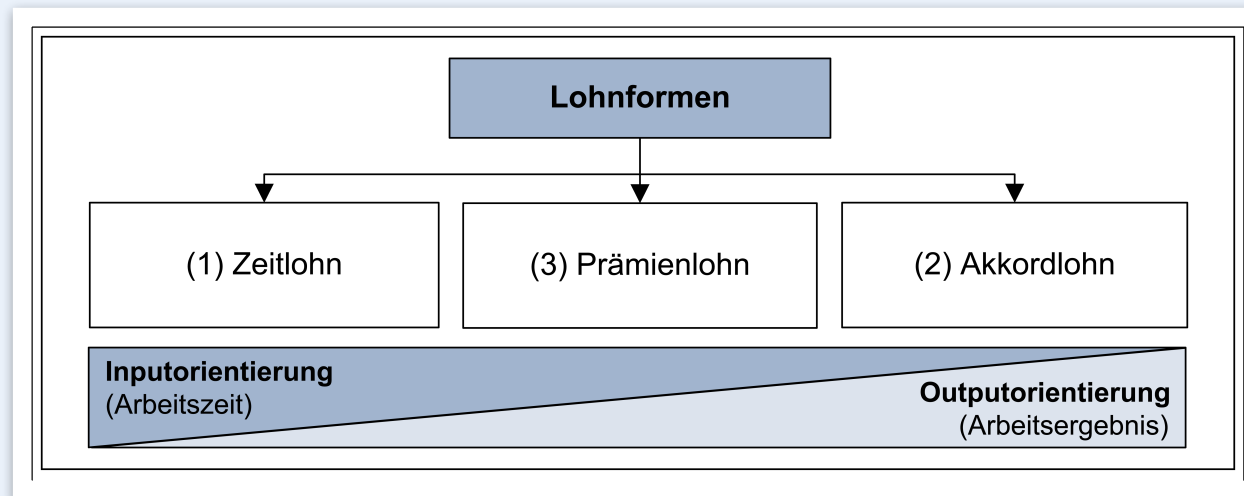 Lohnformen
(1) Zeitlohn
(3) Prämienlohn
(2) Akkordlohn
Inputorientierung
(Arbeitszeit)
Outputorientierung
(Arbeitsergebnis)